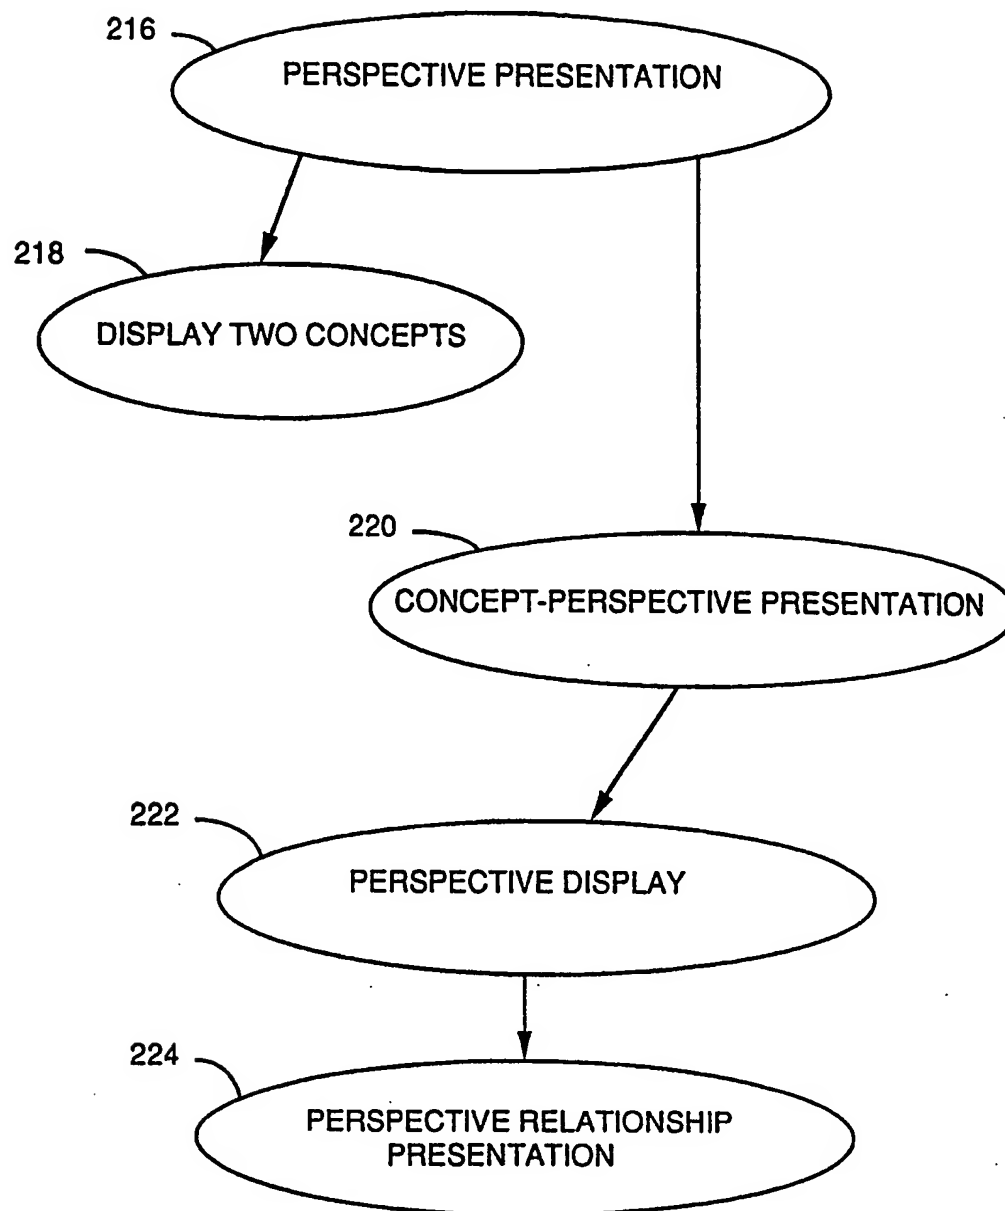 216
PERSPECTIVE PRESENTATION
218
DISPLAY TWO CONCEPTS
220
CONCEPT-PERSPECTIVE PRESENTATION
222
PERSPECTIVE DISPLAY
224
PERSPECTIVE RELATIONSHIP
PRESENTATION